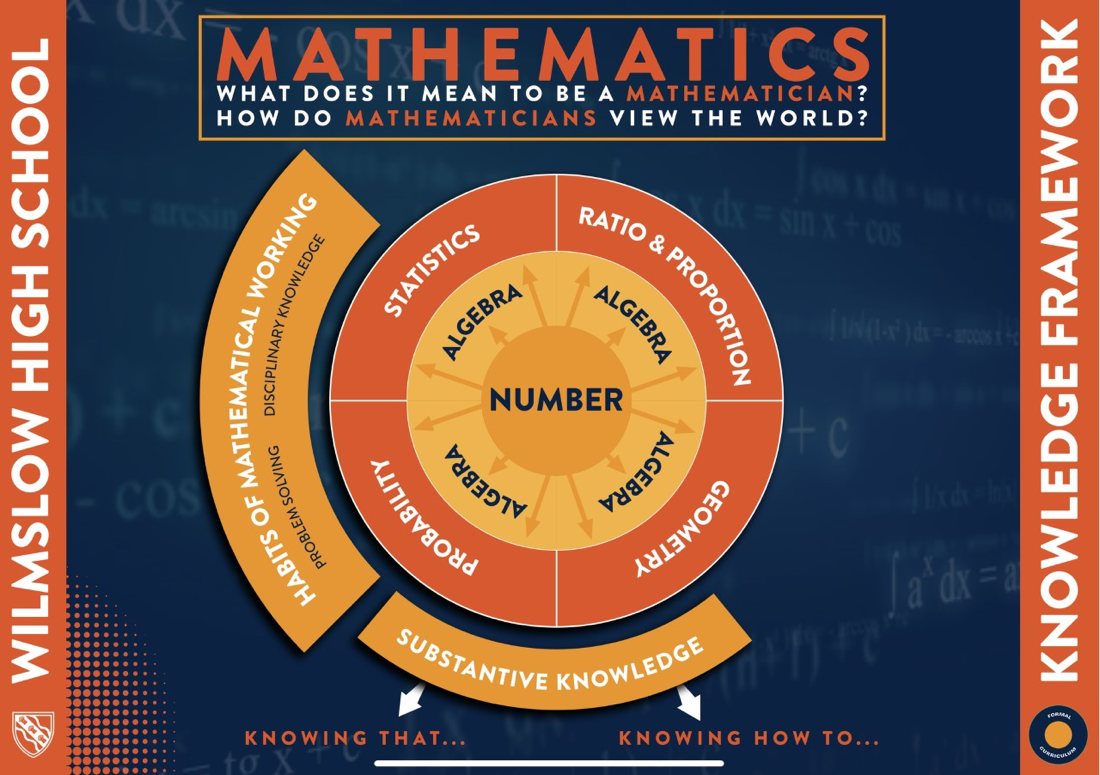 MATHEMATICS
WHAT DOES IT MEAN TO BE A MATHEMATICIAN?
HOW DO MATHEMATICIANS VIEW THE WORLD?
WILMSLOW HIGH SCHOOL
KNOWLEDGE FRAMEWORK
HABITS OF MATHEMATICAL WORKING
DISCIPLINARY KNOWLEDGE
PROBLEM SOLVING
STATISTICS
RATIO & PROPORTION
ALGEBRA
ALGEBRA
NUMBER
ALGEBRA
ALGEBRA
PROBABILITY
GEOMETRY
SUBSTANTIVE KNOWLEDGE
KNOWING THAT...
KNOWING HOW TO...
FORMAL
CURRICULUM